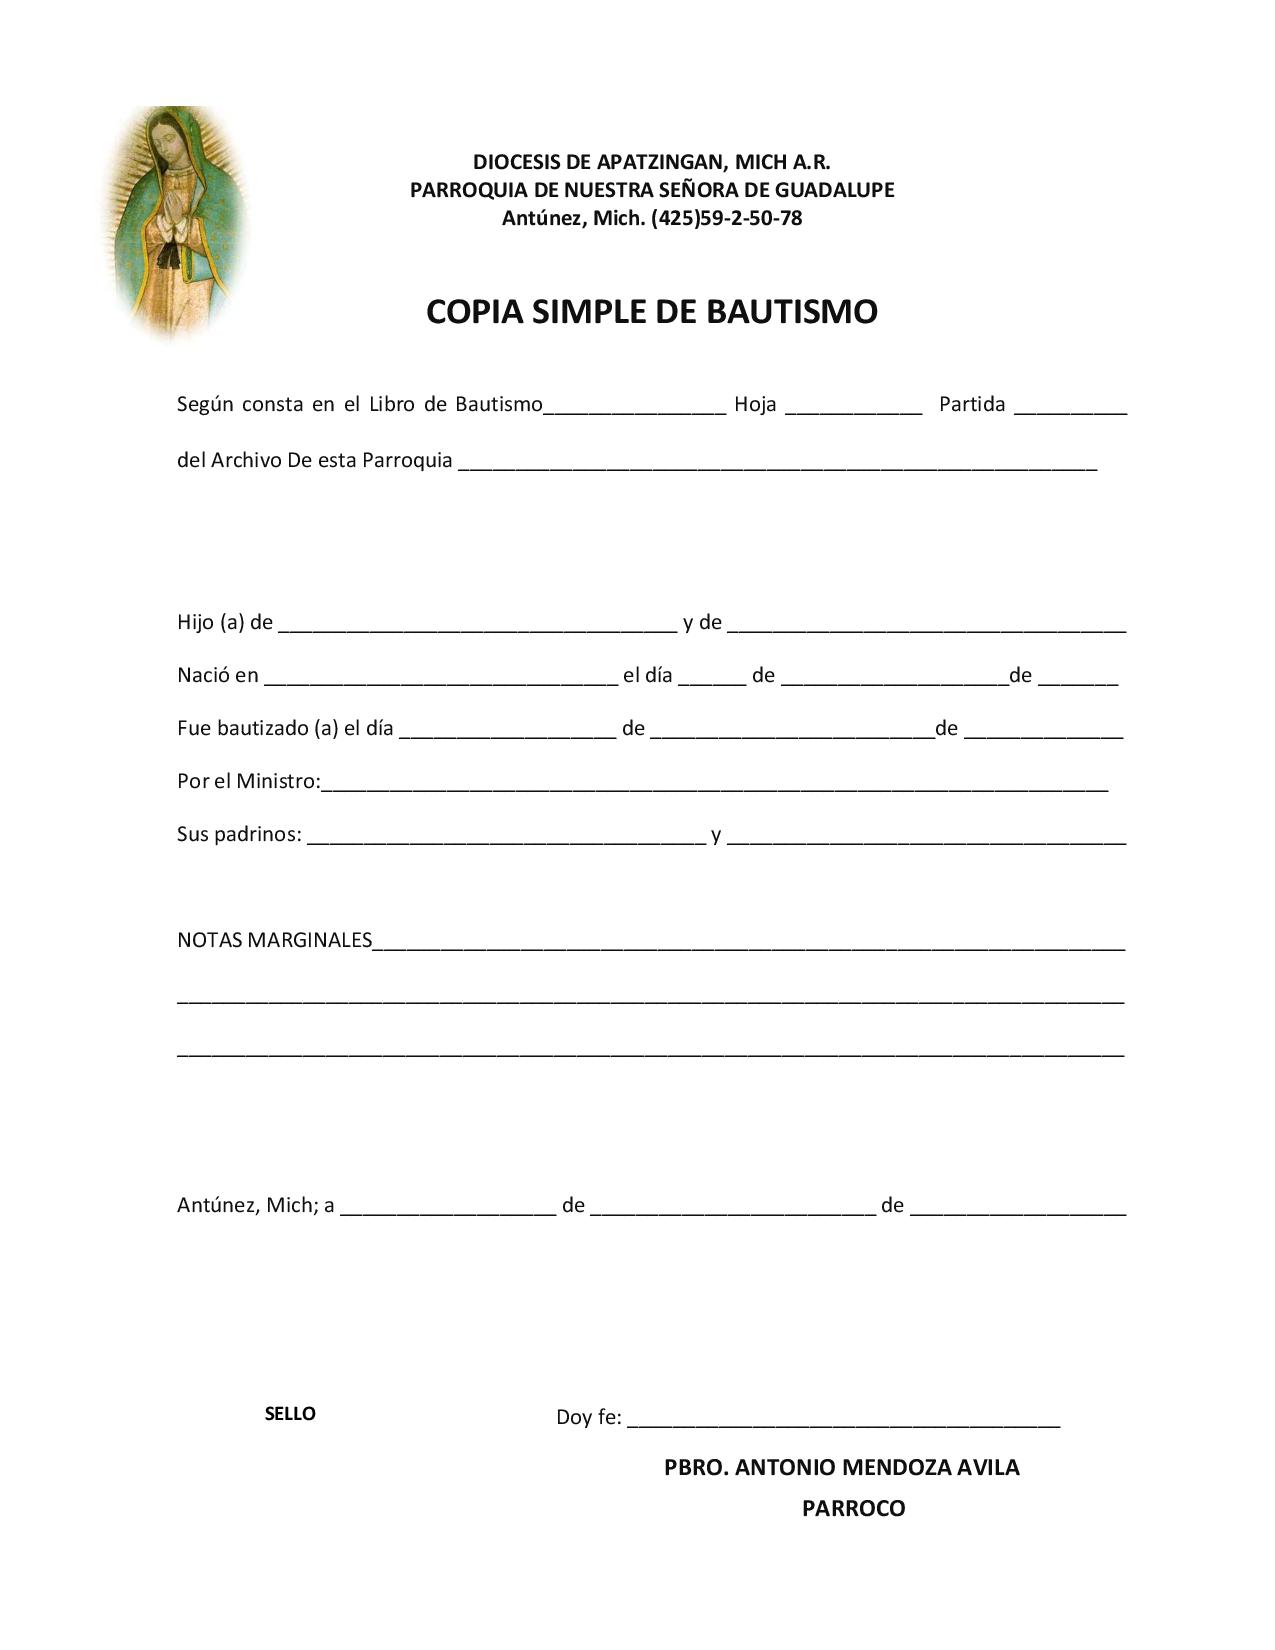 DIOCESIS DE APATZINGAN, MICH A.R.
PARROQUIA DE NUESTRA SEÑORA DE GUADALUPE
Antúnez, Mich. (425)59-2-50-78
COPIA SIMPLE DE BAUTISMO
Según consta en el Libro de Bautismo________________ Hoja ____________ Partida __________
del Archivo De esta Parroquia ________________________________________________________
Hijo (a) de ___________________________________ y de ___________________________________
Nació en _______________________________ el día ______ de ____________________de _______
Fue bautizado (a) el día ___________________ de _________________________de ______________
Por el Ministro:_____________________________________________________________________
Sus padrinos: ___________________________________ y ___________________________________
NOTAS MARGINALES__________________________________________________________________
___________________________________________________________________________________
___________________________________________________________________________________
Antúnez, Mich; a ___________________ de _________________________ de ___________________
SELLO
Doy fe: ______________________________________
PBRO. ANTONIO MENDOZA AVILA
PARROCO